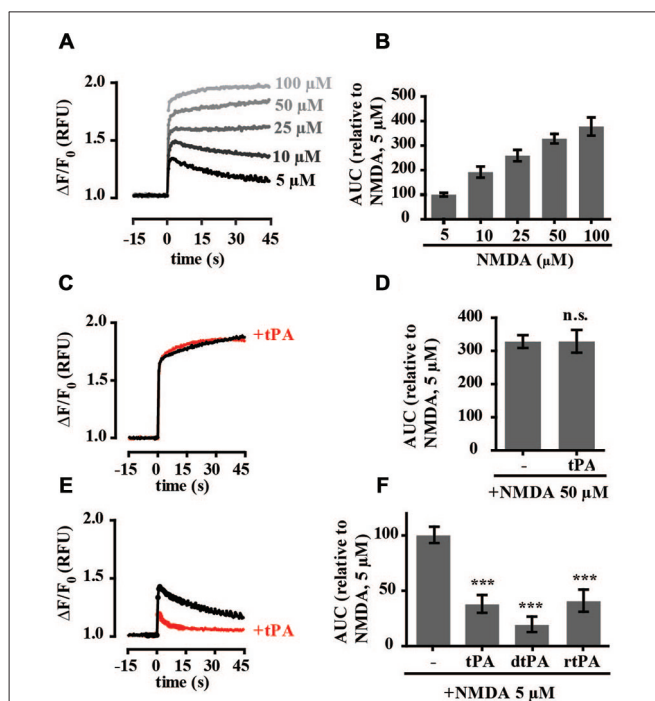 A
ΔF/F0 (RFU)
2.0
1.5
1.0
100 µM
50 µM
25 µM
10 µM
5 µM
-15 0 15 30 45
time (s)
B
AUC (relative to
NMDA, 5 µM)
500
400
300
200
100
0
5 10 25 50 100
NMDA (µM)
C
ΔF/F0 (RFU)
2.0
1.5
1.0
+tPA
-15 0 15 30 45
time (s)
D
AUC (relative to
NMDA, 5 µM)
400
300
200
100
0
n.s.
- tPA
+NMDA 50 µM
E
ΔF/F0 (RFU)
2.0
1.5
1.0
+tPA
-15 0 15 30 45
time (s)
F
AUC (relative to
NMDA, 5 µM)
100
50
0
*** *** ***
- tPA dtPA rtPA
+NMDA 5 µM